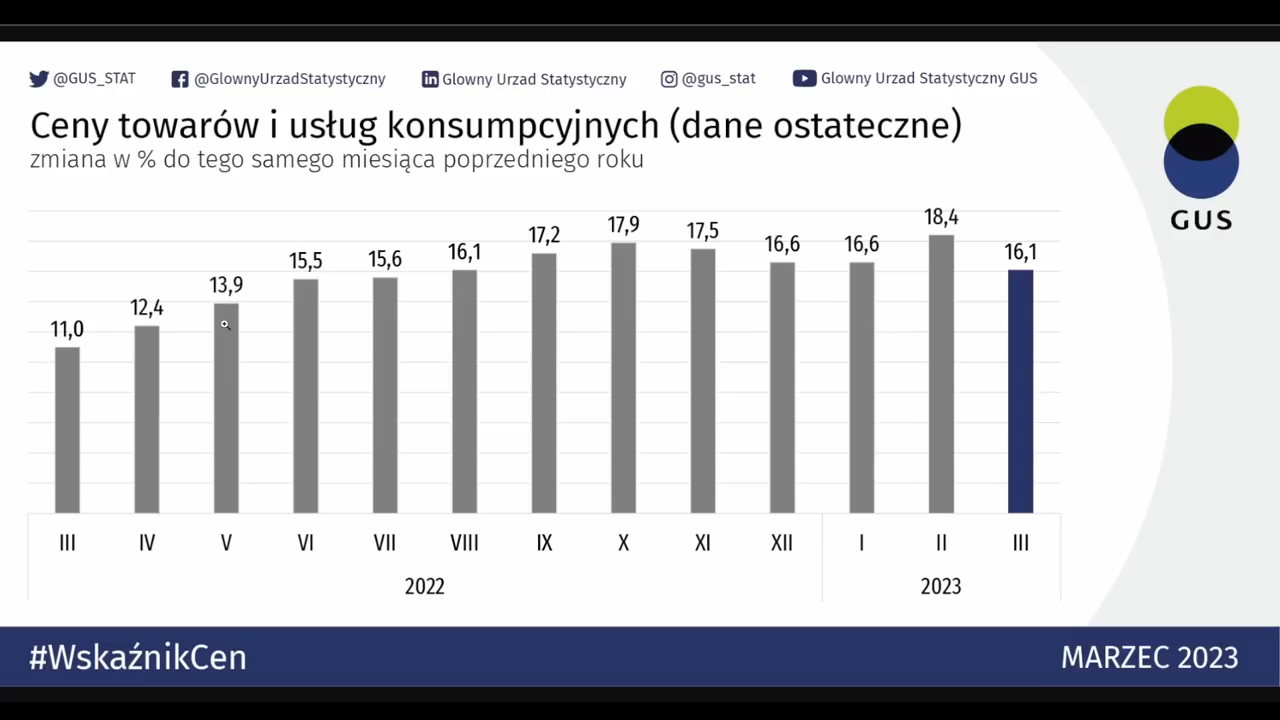 @GUS_STAT @GlownyUrzadStatystyczny Glowny Urzad Statystyczny @gus_stat Glowny Urzad Statystyczny GUS
Ceny towarów i usług konsumpcyjnych (dane ostateczne)
zmiana w % do tego samego miesiąca poprzedniego roku
GUS
11,0 12,4 13,9 15,5 15,6 16,1 17,2 17,9 17,5 16,6 16,6 18,4 16,1
III IV V VI VII VIII IX X XI XII I II III
2022 2023
#WskaźnikCen MARZEC 2023